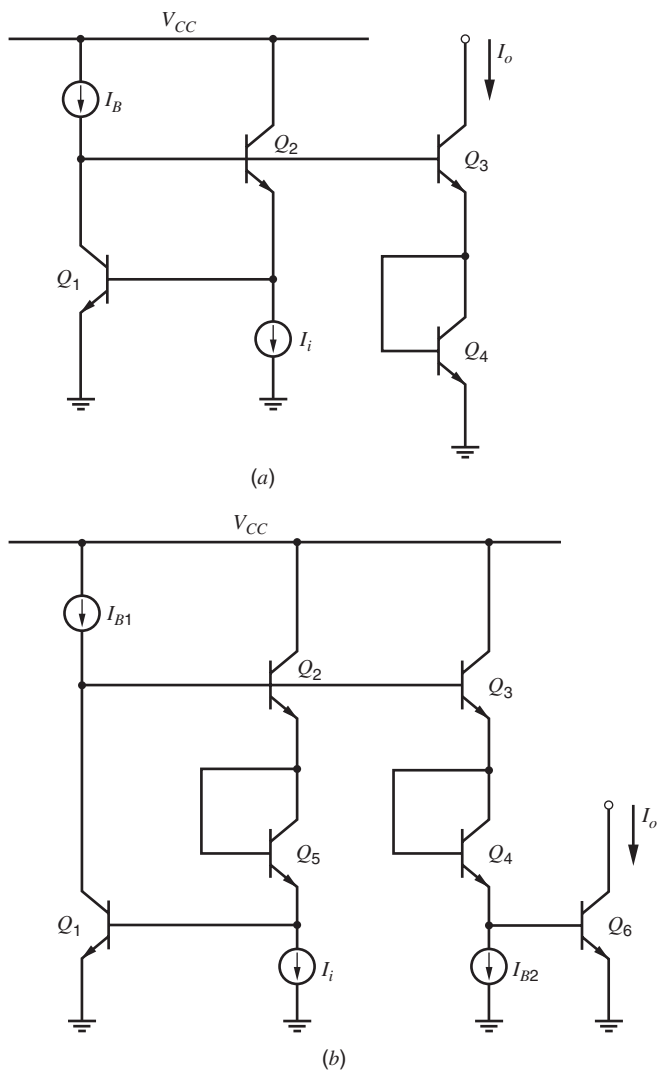 V_CC
I_B
I_o
Q_2
Q_3
Q_1
I_i
Q_4
(a)
V_CC
I_B1
Q_2
Q_3
Q_5
Q_4
I_o
Q_1
Q_6
I_i
I_B2
(b)